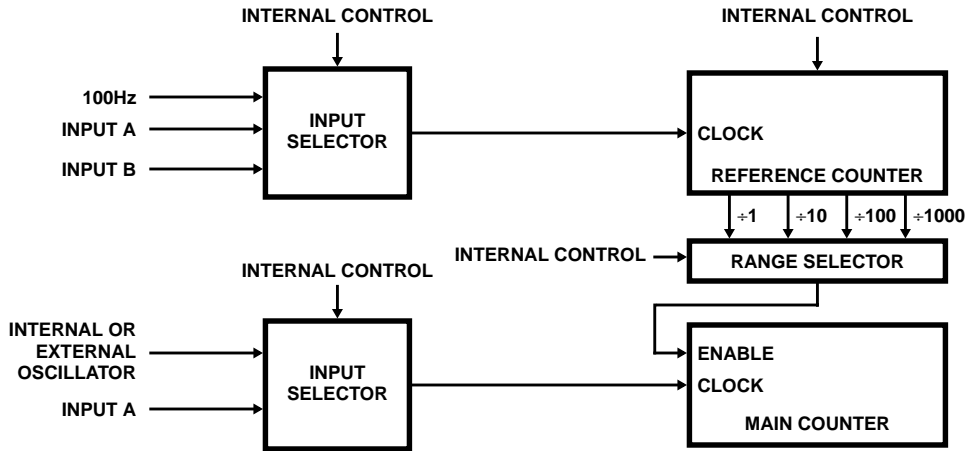 INTERNAL CONTROL
INTERNAL CONTROL
100Hz
INPUT A
INPUT B
INPUT
SELECTOR
CLOCK
REFERENCE COUNTER
÷1
÷10
÷100
÷1000
INTERNAL CONTROL
RANGE SELECTOR
INTERNAL CONTROL
INTERNAL OR
EXTERNAL
OSCILLATOR
INPUT A
INPUT
SELECTOR
ENABLE
CLOCK
MAIN COUNTER